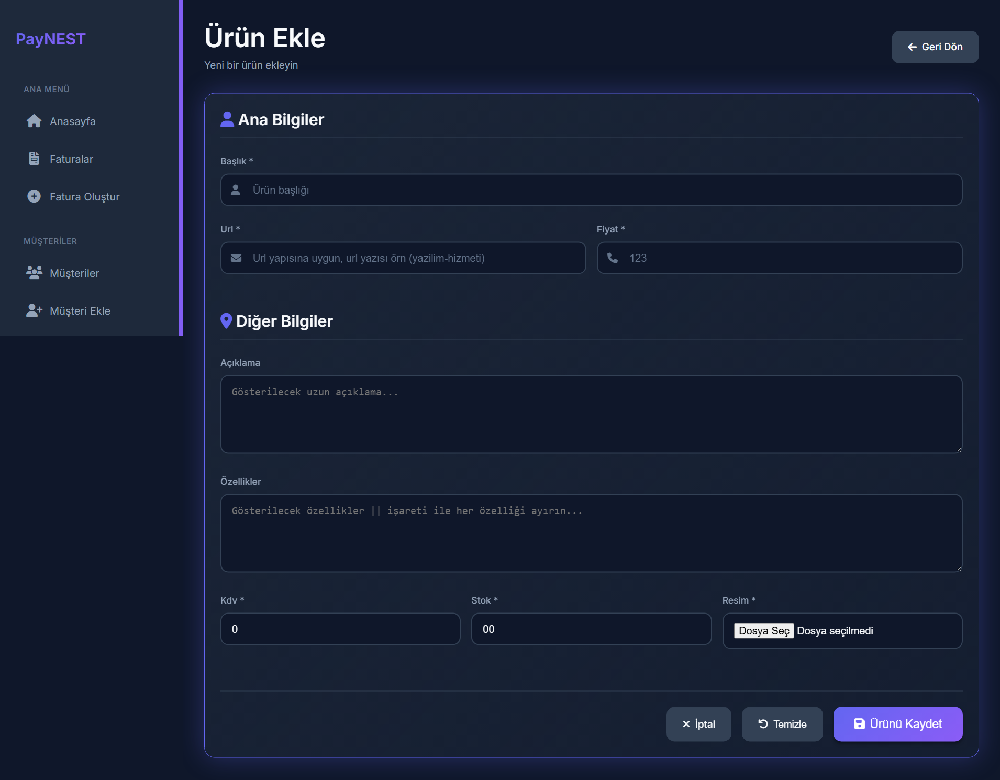 PayNEST
ANA MENÜ
Anasayfa
Faturalar
Fatura Oluştur
MÜŞTERİLER
Müşteriler
Müşteri Ekle
Ürün Ekle
Yeni bir ürün ekleyin
Geri Dön
Ana Bilgiler
Başlık *
Ürün başlığı
Url *
Url yapısına uygun, url yazısı örn (yazilim-hizmeti)
Fiyat *
123
Diğer Bilgiler
Açıklama
Gösterilecek uzun açıklama...
Özellikler
Gösterilecek özellikler || işareti ile her özelliği ayırın...
Kdv *
0
Stok *
00
Resim *
Dosya Seç Dosya seçilmedi
İptal
Temizle
Ürünü Kaydet